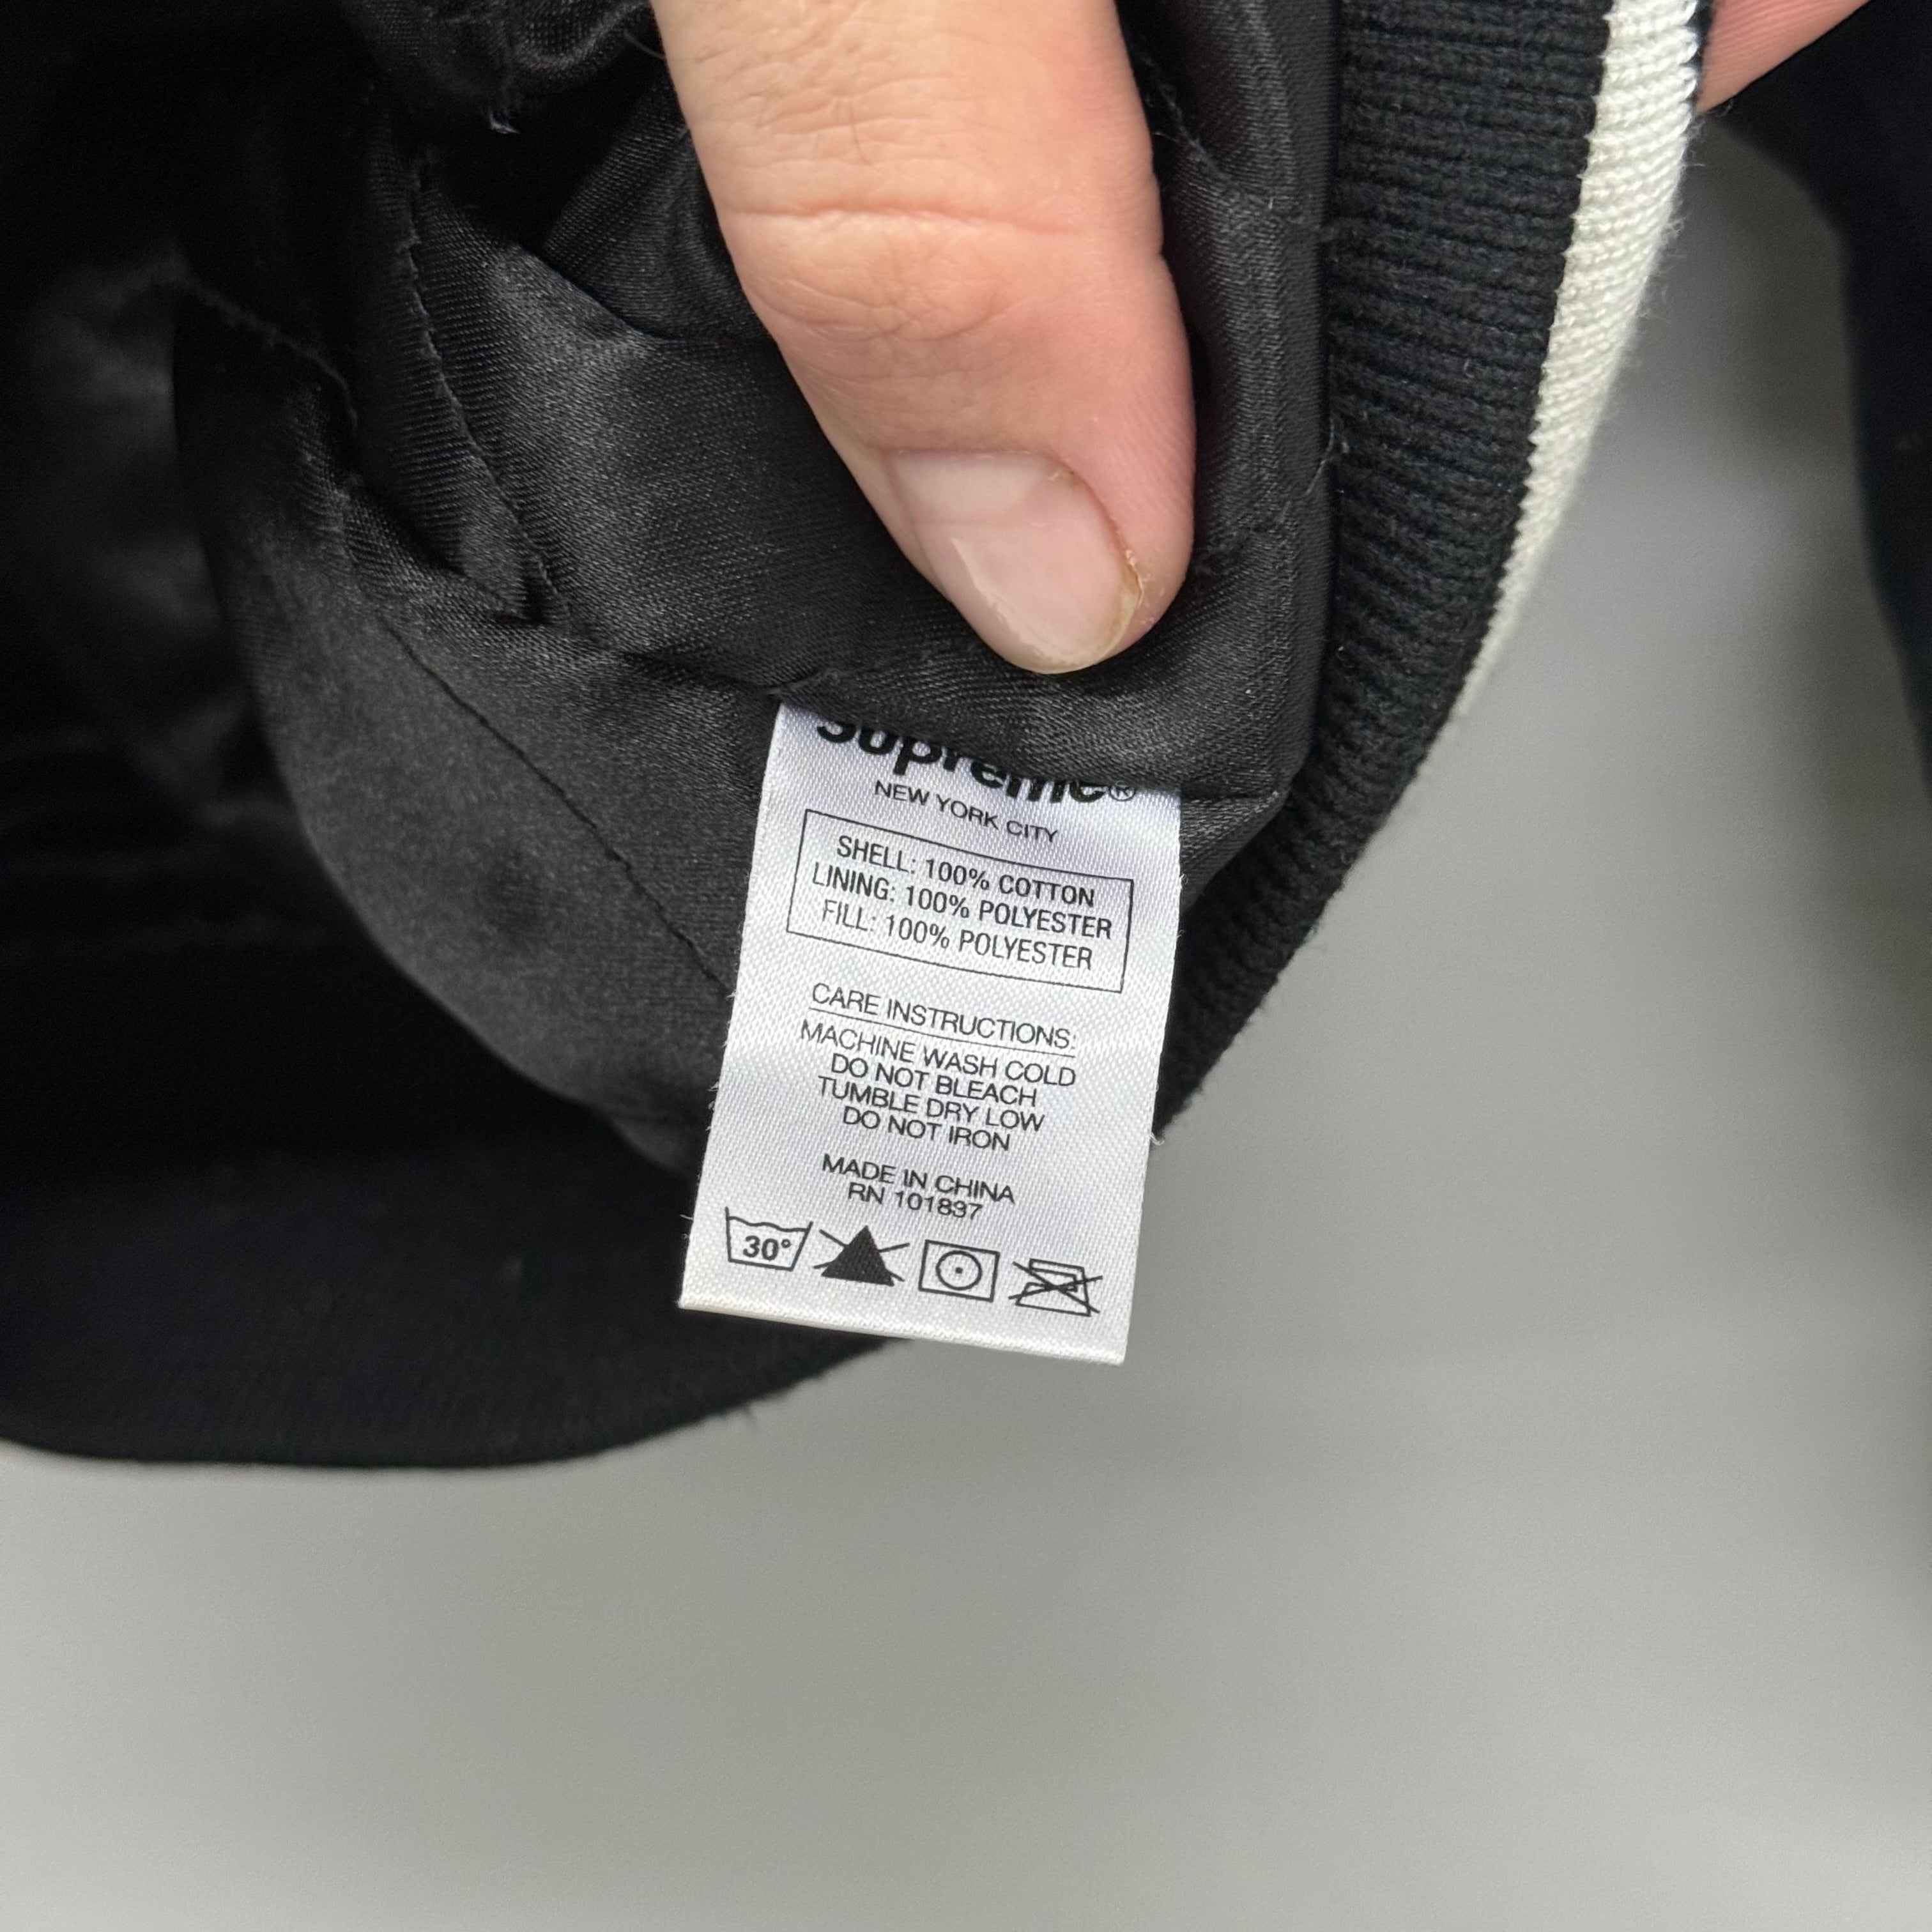 Supreme®
NEW YORK CITY
SHELL: 100% COTTON
LINING: 100% POLYESTER
FILL: 100% POLYESTER
CARE INSTRUCTIONS:
MACHINE WASH COLD
DO NOT BLEACH
TUMBLE DRY LOW
DO NOT IRON
MADE IN CHINA
RN 101837
30°